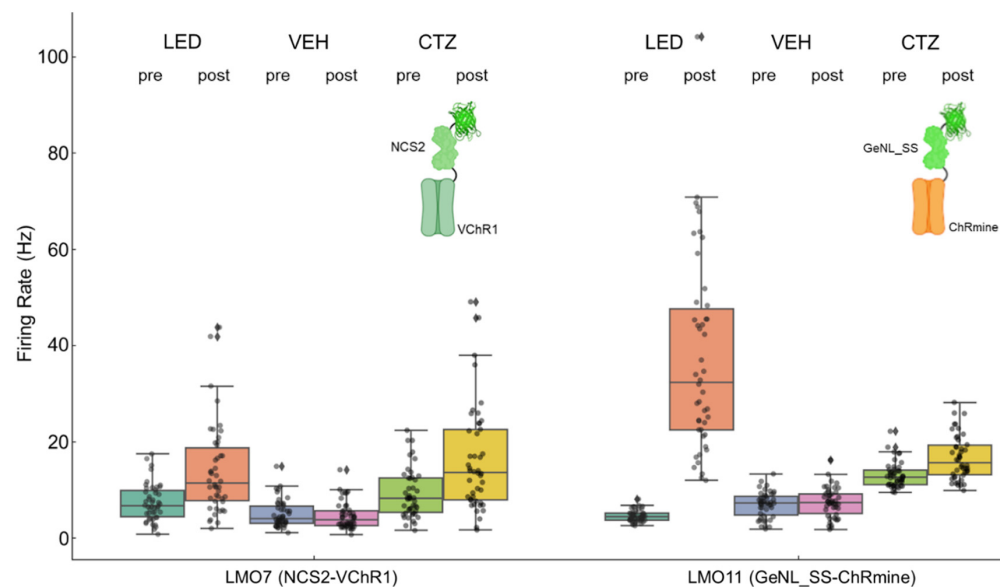 LED VEH CTZ LED VEH CTZ
pre post pre post pre post pre post pre post pre post
100
80
60
40
20
0
Firing Rate (Hz)
NCS2
VChR1
GeNL_SS
ChRmine
LMO7 (NCS2-VChR1) LMO11 (GeNL_SS-ChRmine)